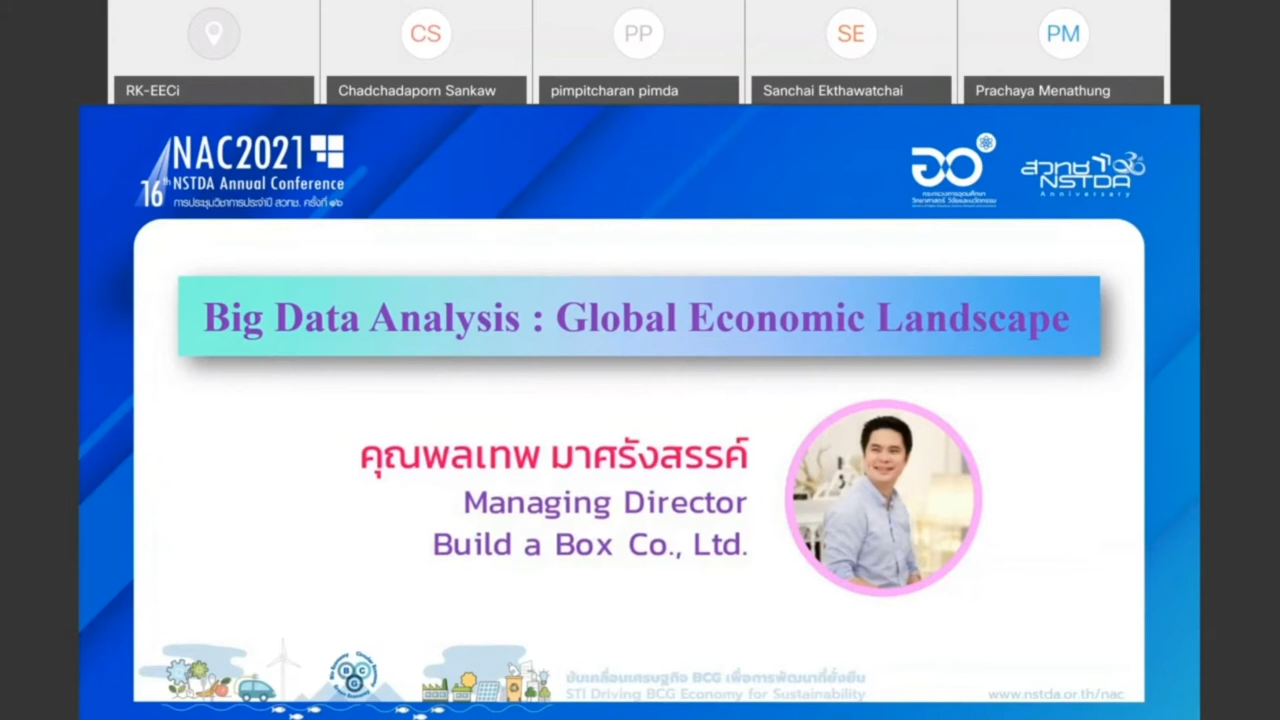 CS
PP
SE
PM
RK-EECi
Chadchadaporn Sankaw
pimpitcharan pimda
Sanchai Ekthawatchai
Prachaya Menathung
NAC2021
16th NSTDA Annual Conference
การประชุมวิชาการประจำปี สวทช. ครั้งที่ ๑๖
กระทรวงการอุดมศึกษา
วิทยาศาสตร์ วิจัยและนวัตกรรม
สวทช
NSTDA
Anniversary
Big Data Analysis : Global Economic Landscape
คุณพลเทพ มาศรังสรรค์
Managing Director
Build a Box Co., Ltd.
B C G
ขับเคลื่อนเศรษฐกิจ BCG เพื่อการพัฒนาที่ยั่งยืน
STI Driving BCG Economy for Sustainability
www.nstda.or.th/nac